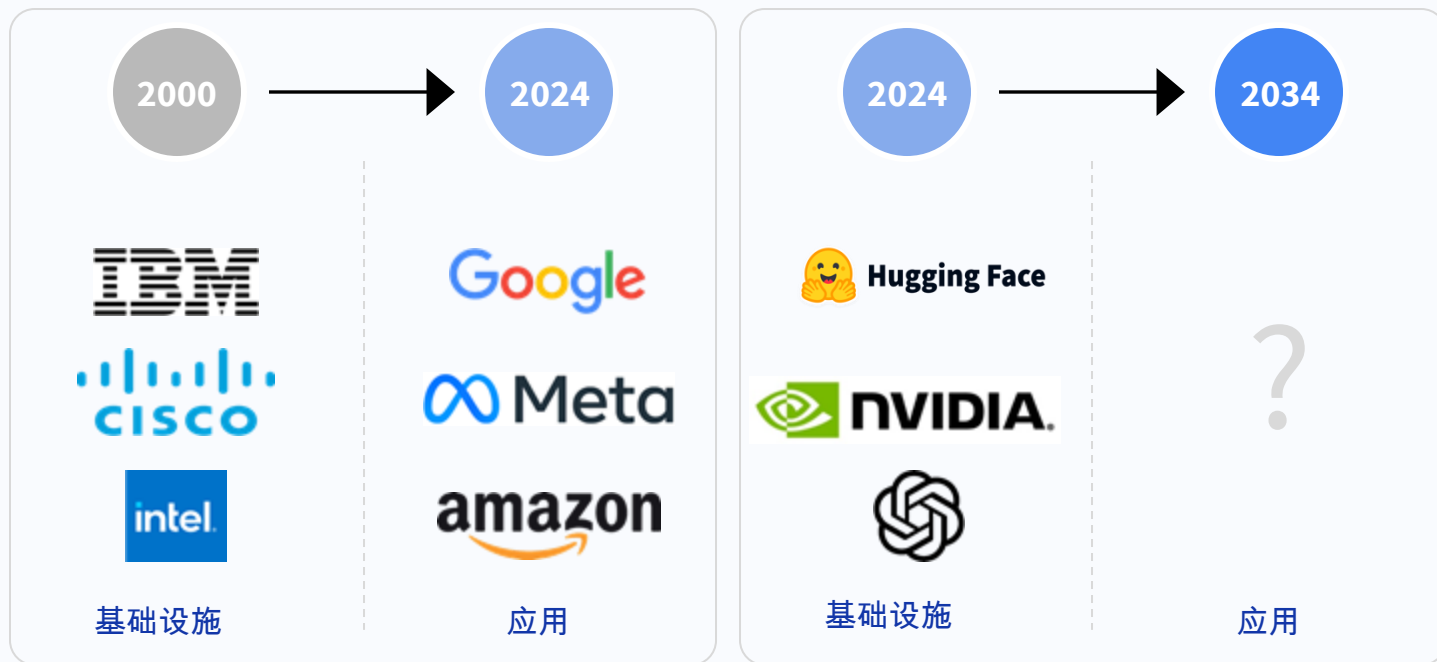 2000
2024
IBM
Google
CISCO
Meta
intel.
amazon
基础设施
应用
2024
2034
Hugging Face
NVIDIA.
?
基础设施
应用